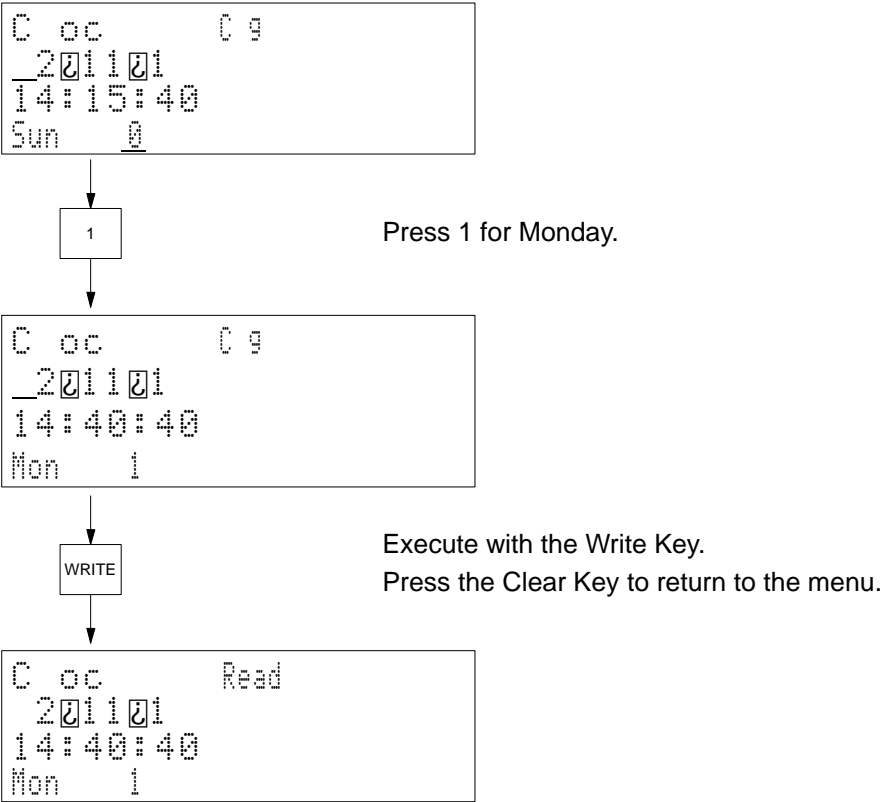 C oc C g
_2¿11¿1
14:15:40
Sun 0
1
Press 1 for Monday.
C oc C g
_2¿11¿1
14:40:40
Mon 1
WRITE
Execute with the Write Key.
Press the Clear Key to return to the menu.
C oc Read
2¿11¿1
14:40:40
Mon 1